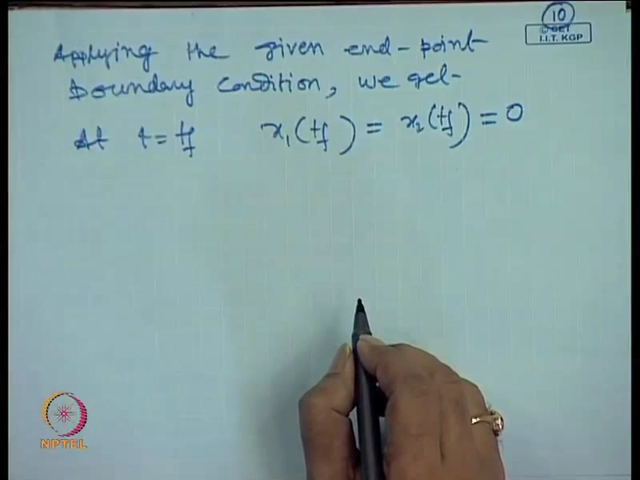 10
© CET
I.I.T. KGP
Applying the given end-point
Boundary condition, we get
At t = tf x₁(tf) = x₂(tf) = 0
NPTEL